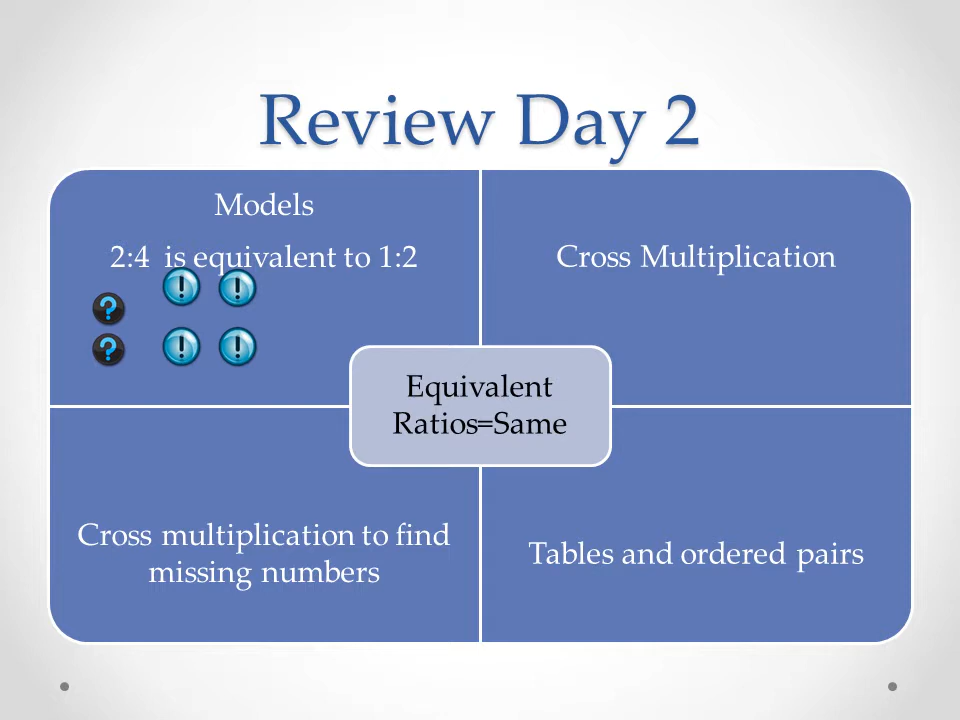 Review Day 2
Models
2:4 is equivalent to 1:2
? ! !
? ! !
Cross Multiplication
Equivalent
Ratios=Same
Cross multiplication to find
missing numbers
Tables and ordered pairs